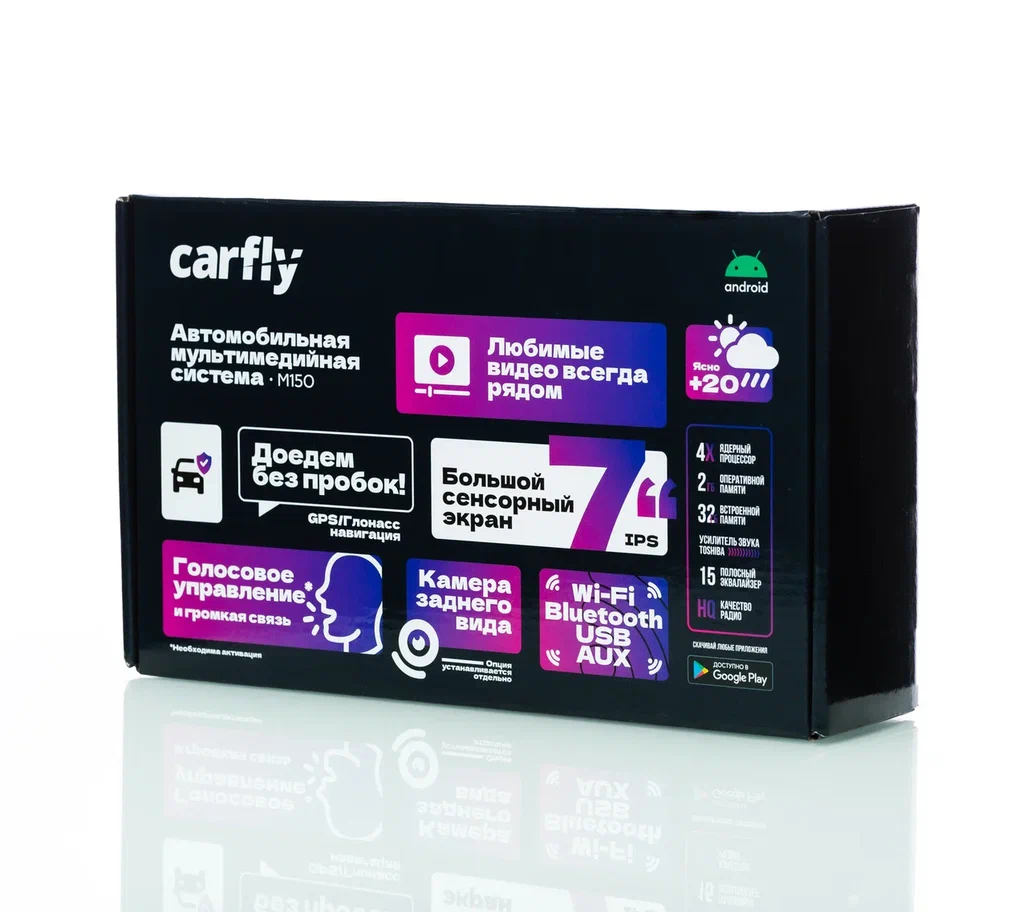 carfly
android
Автомобильная
мультимедийная
система · M150
Любимые
видео всегда
рядом
Ясно
+20
Доедем
без пробок!
GPS/Глонасс
навигация
Большой
сенсорный
экран
7"
IPS
4X ЯДЕРНЫЙ
ПРОЦЕССОР
2ГБ ОПЕРАТИВНОЙ
ПАМЯТИ
32 ВСТРОЕННОЙ
ПАМЯТИ
УСИЛИТЕЛЬ ЗВУКА
TOSHIBA
15 ПОЛОСНЫЙ
ЭКВАЛАЙЗЕР
HQ КАЧЕСТВО
РАДИО
Голосовое
управление*
и громкая связь
*Необходима активация
Камера
заднего
вида
Опция
устанавливается
отдельно
Wi-Fi
Bluetooth
USB
AUX
СКАЧИВАЙ ЛЮБЫЕ ПРИЛОЖЕНИЯ
ДОСТУПНО В
Google Play